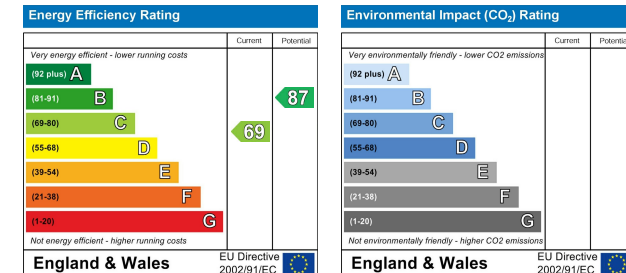 Energy Efficiency Rating
Current Potential
Very energy efficient - lower running costs
(92 plus) A
(81-91) B
87
(69-80) C
69
(55-68) D
(39-54) E
(21-38) F
(1-20) G
Not energy efficient - higher running costs
England & Wales
EU Directive
2002/91/EC
Environmental Impact (CO₂) Rating
Current Potential
Very environmentally friendly - lower CO2 emissions
(92 plus) A
(81-91) B
(69-80) C
(55-68) D
(39-54) E
(21-38) F
(1-20) G
Not environmentally friendly - higher CO2 emissions
England & Wales
EU Directive
2002/91/EC